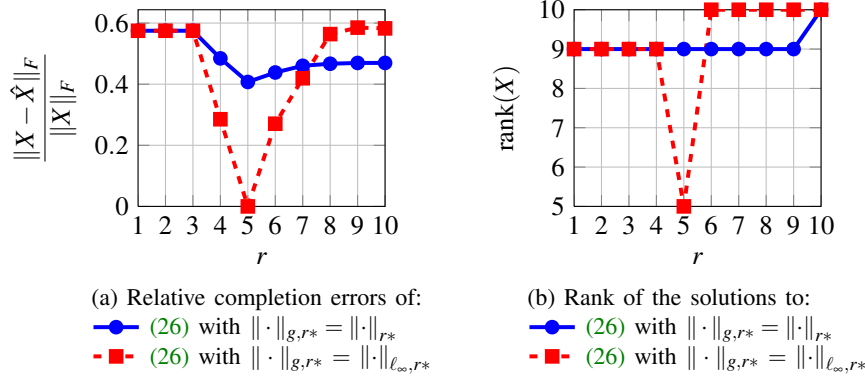 ‖X − X̂‖_F / ‖X‖_F
0.6
0.4
0.2
0
1 2 3 4 5 6 7 8 9 10
r
rank(X)
10
9
8
7
6
5
1 2 3 4 5 6 7 8 9 10
r
(a) Relative completion errors of:
(26) with ‖ · ‖_{g,r∗} = ‖·‖_{r∗}
(26) with ‖ · ‖_{g,r∗} = ‖·‖_{ℓ∞,r∗}
(b) Rank of the solutions to:
(26) with ‖ · ‖_{g,r∗} = ‖·‖_{r∗}
(26) with ‖ · ‖_{g,r∗} = ‖·‖_{ℓ∞,r∗}